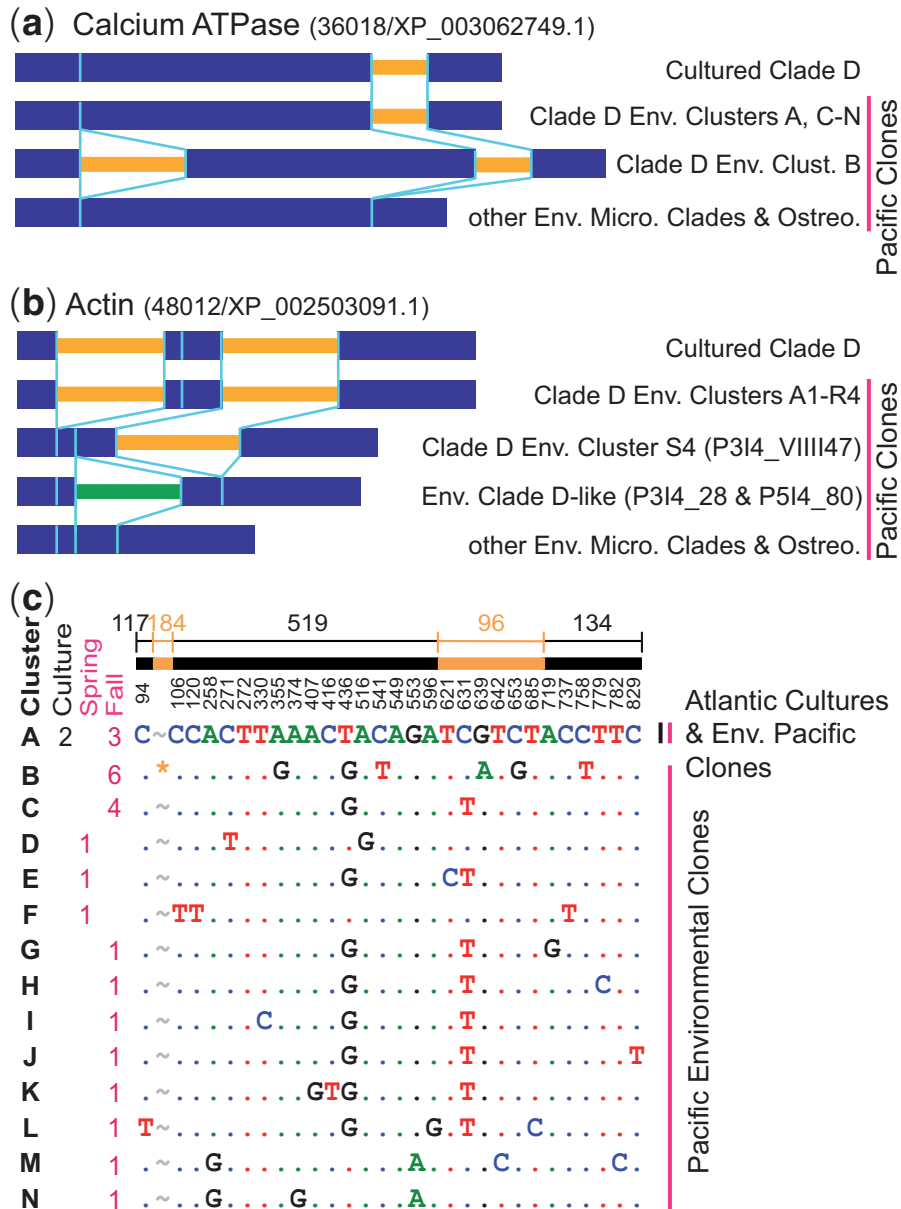 (a) Calcium ATPase (36018/XP_003062749.1)
Cultured Clade D
Clade D Env. Clusters A, C-N
Clade D Env. Clust. B
other Env. Micro. Clades & Ostreo.
Pacific Clones
(b) Actin (48012/XP_002503091.1)
Cultured Clade D
Clade D Env. Clusters A1-R4
Clade D Env. Cluster S4 (P3I4_VIIII47)
Env. Clade D-like (P3I4_28 & P5I4_80)
other Env. Micro. Clades & Ostreo.
Pacific Clones
(c)
117 184 519 96 134
Cluster Culture Spring Fall
94 106 120 258 271 272 330 355 374 407 416 436 516 541 549 553 596 621 631 639 642 653 685 719 737 758 779 782 829
A 2 3 C~CCACTTAAACTACAGATCGTCTACCTTC
B 6 .*......G...G.T.....A.G...T...
C 4 .~..........G......T..........
D 1 .~...T.......G................
E 1 .~..........G.....CT..........
F 1 .~TT.....................T....
G 1 .~..........G......T....G.....
H 1 .~..........G......T.......C..
I 1 .~.....C....G......T..........
J 1 .~..........G......T.........T
K 1 .~........GTG......T..........
L 1 T~..........G....G.T...C......
M 1 .~..G...........A....C......C.
N 1 .~..G....G......A.............
Atlantic Cultures
& Env. Pacific
Clones
Pacific Environmental Clones